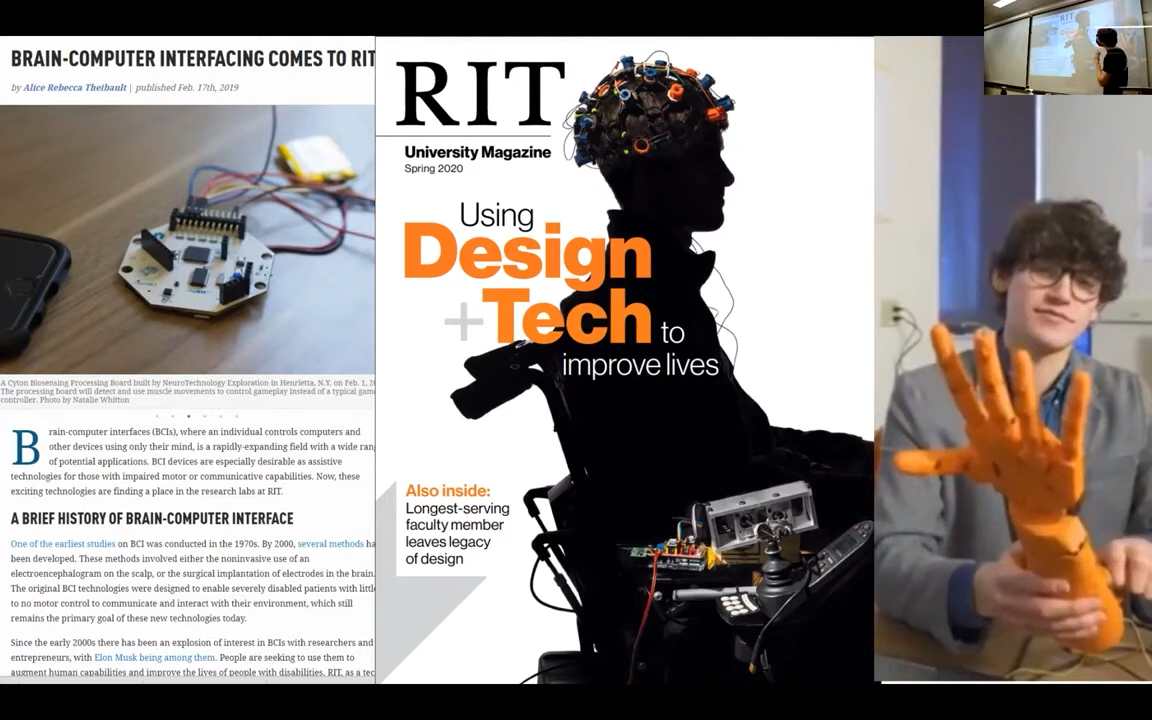 BRAIN-COMPUTER INTERFACING COMES TO RIT
by Alice Rebecca Theibault | published Feb. 17th, 2019
A Cyton Biosensing Processing Board built by NeuroTechnology Exploration in Henrietta, N.Y. on Feb. 1, 20
The processing board will detect and use muscle movements to control gameplay instead of a typical gam
controller. Photo by Natalie Whitton
Brain-computer interfaces (BCIs), where an individual controls computers and
other devices using only their mind, is a rapidly-expanding field with a wide rang
of potential applications. BCI devices are especially desirable as assistive
technologies for those with impaired motor or communicative capabilities. Now, these
exciting technologies are finding a place in the research labs at RIT.
A BRIEF HISTORY OF BRAIN-COMPUTER INTERFACE
One of the earliest studies on BCI was conducted in the 1970s. By 2000, several methods ha
been developed. These methods involved either the noninvasive use of an
electroencephalogram on the scalp, or the surgical implantation of electrodes in the brain.
The original BCI technologies were designed to enable severely disabled patients with littl
to no motor control to communicate and interact with their environment, which still
remains the primary goal of these new technologies today.
Since the early 2000s there has been an explosion of interest in BCIs with researchers and
entrepreneurs, with Elon Musk being among them. People are seeking to use them to
augment human capabilities and improve the lives of people with disabilities. RIT, as a tec
RIT
University Magazine
Spring 2020
Using
Design
+Tech to
improve lives
Also inside:
Longest-serving
faculty member
leaves legacy
of design
RIT